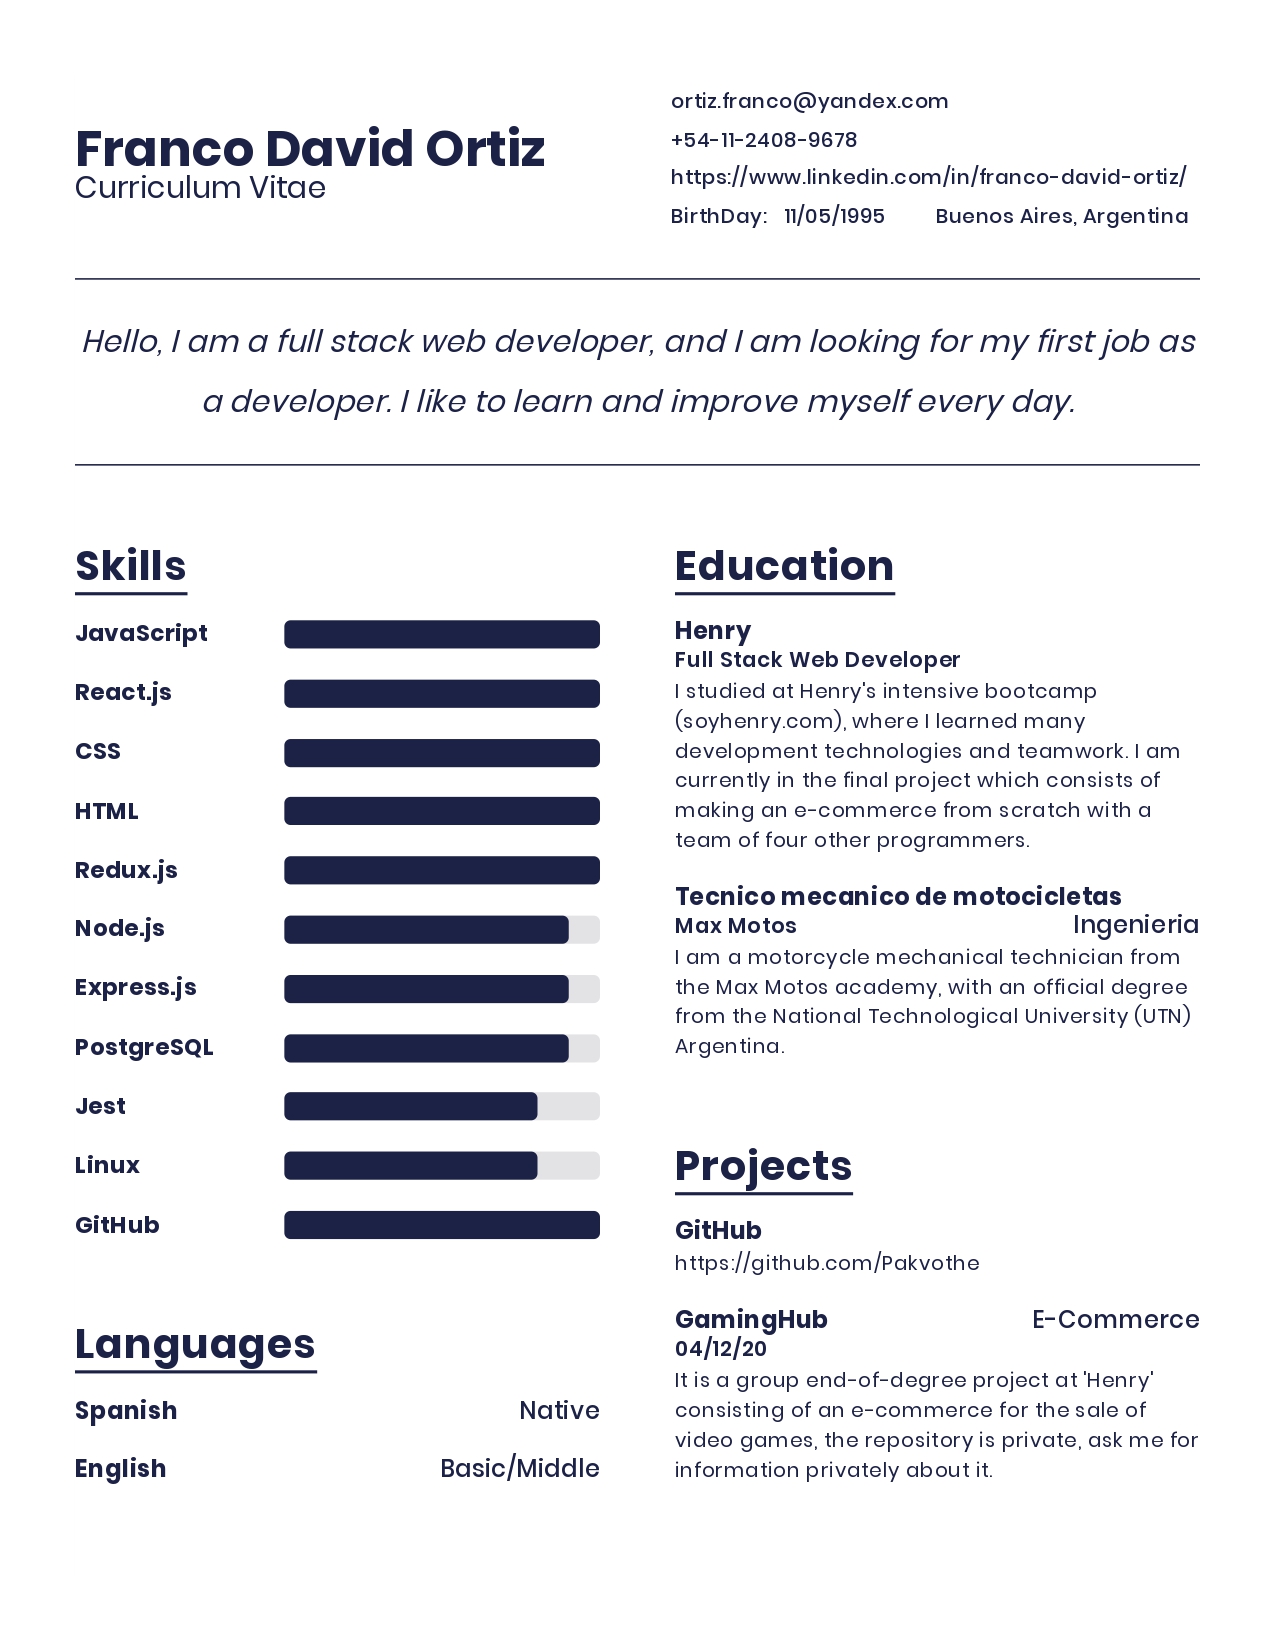 Franco David Ortiz
Curriculum Vitae
ortiz.franco@yandex.com
+54-11-2408-9678
https://www.linkedin.com/in/franco-david-ortiz/
BirthDay: 11/05/1995 Buenos Aires, Argentina
Hello, I am a full stack web developer, and I am looking for my first job as
a developer. I like to learn and improve myself every day.
Skills
JavaScript
React.js
CSS
HTML
Redux.js
Node.js
Express.js
PostgreSQL
Jest
Linux
GitHub
Languages
Spanish Native
English Basic/Middle
Education
Henry
Full Stack Web Developer
I studied at Henry's intensive bootcamp
(soyhenry.com), where I learned many
development technologies and teamwork. I am
currently in the final project which consists of
making an e-commerce from scratch with a
team of four other programmers.
Tecnico mecanico de motocicletas
Max Motos Ingenieria
I am a motorcycle mechanical technician from
the Max Motos academy, with an official degree
from the National Technological University (UTN)
Argentina.
Projects
GitHub
https://github.com/Pakvothe
GamingHub E-Commerce
04/12/20
It is a group end-of-degree project at 'Henry'
consisting of an e-commerce for the sale of
video games, the repository is private, ask me for
information privately about it.